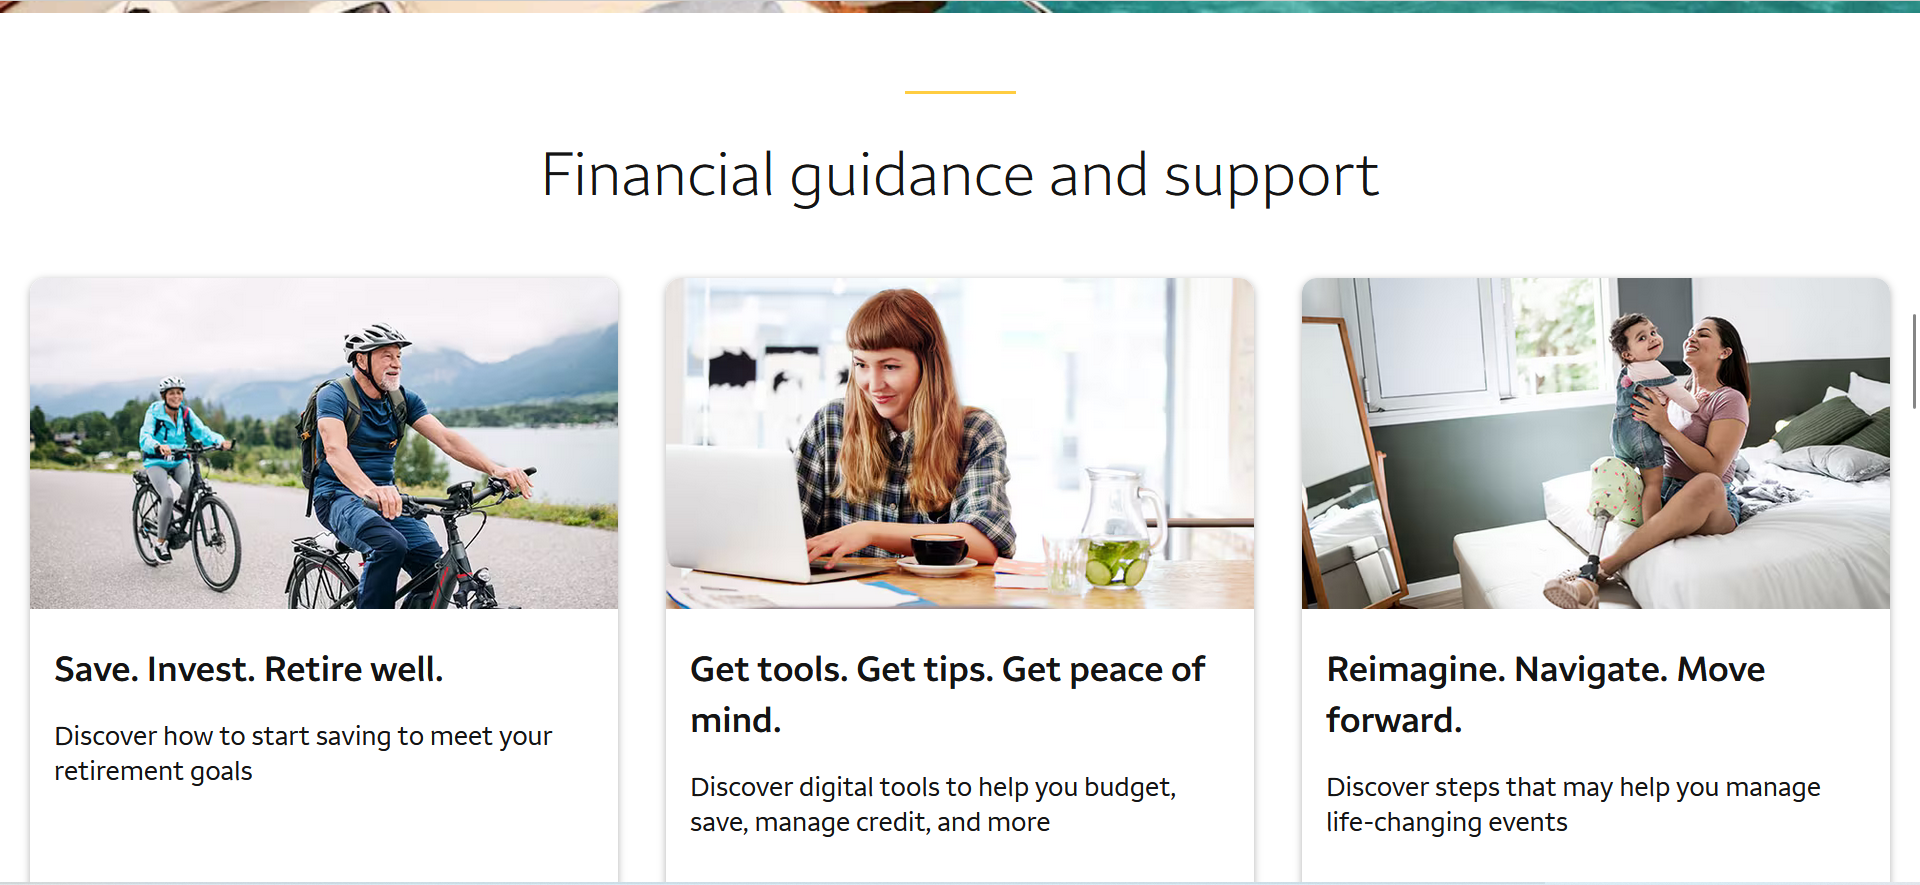 Financial guidance and support
Save. Invest. Retire well.
Discover how to start saving to meet your
retirement goals
Get tools. Get tips. Get peace of
mind.
Discover digital tools to help you budget,
save, manage credit, and more
Reimagine. Navigate. Move
forward.
Discover steps that may help you manage
life-changing events